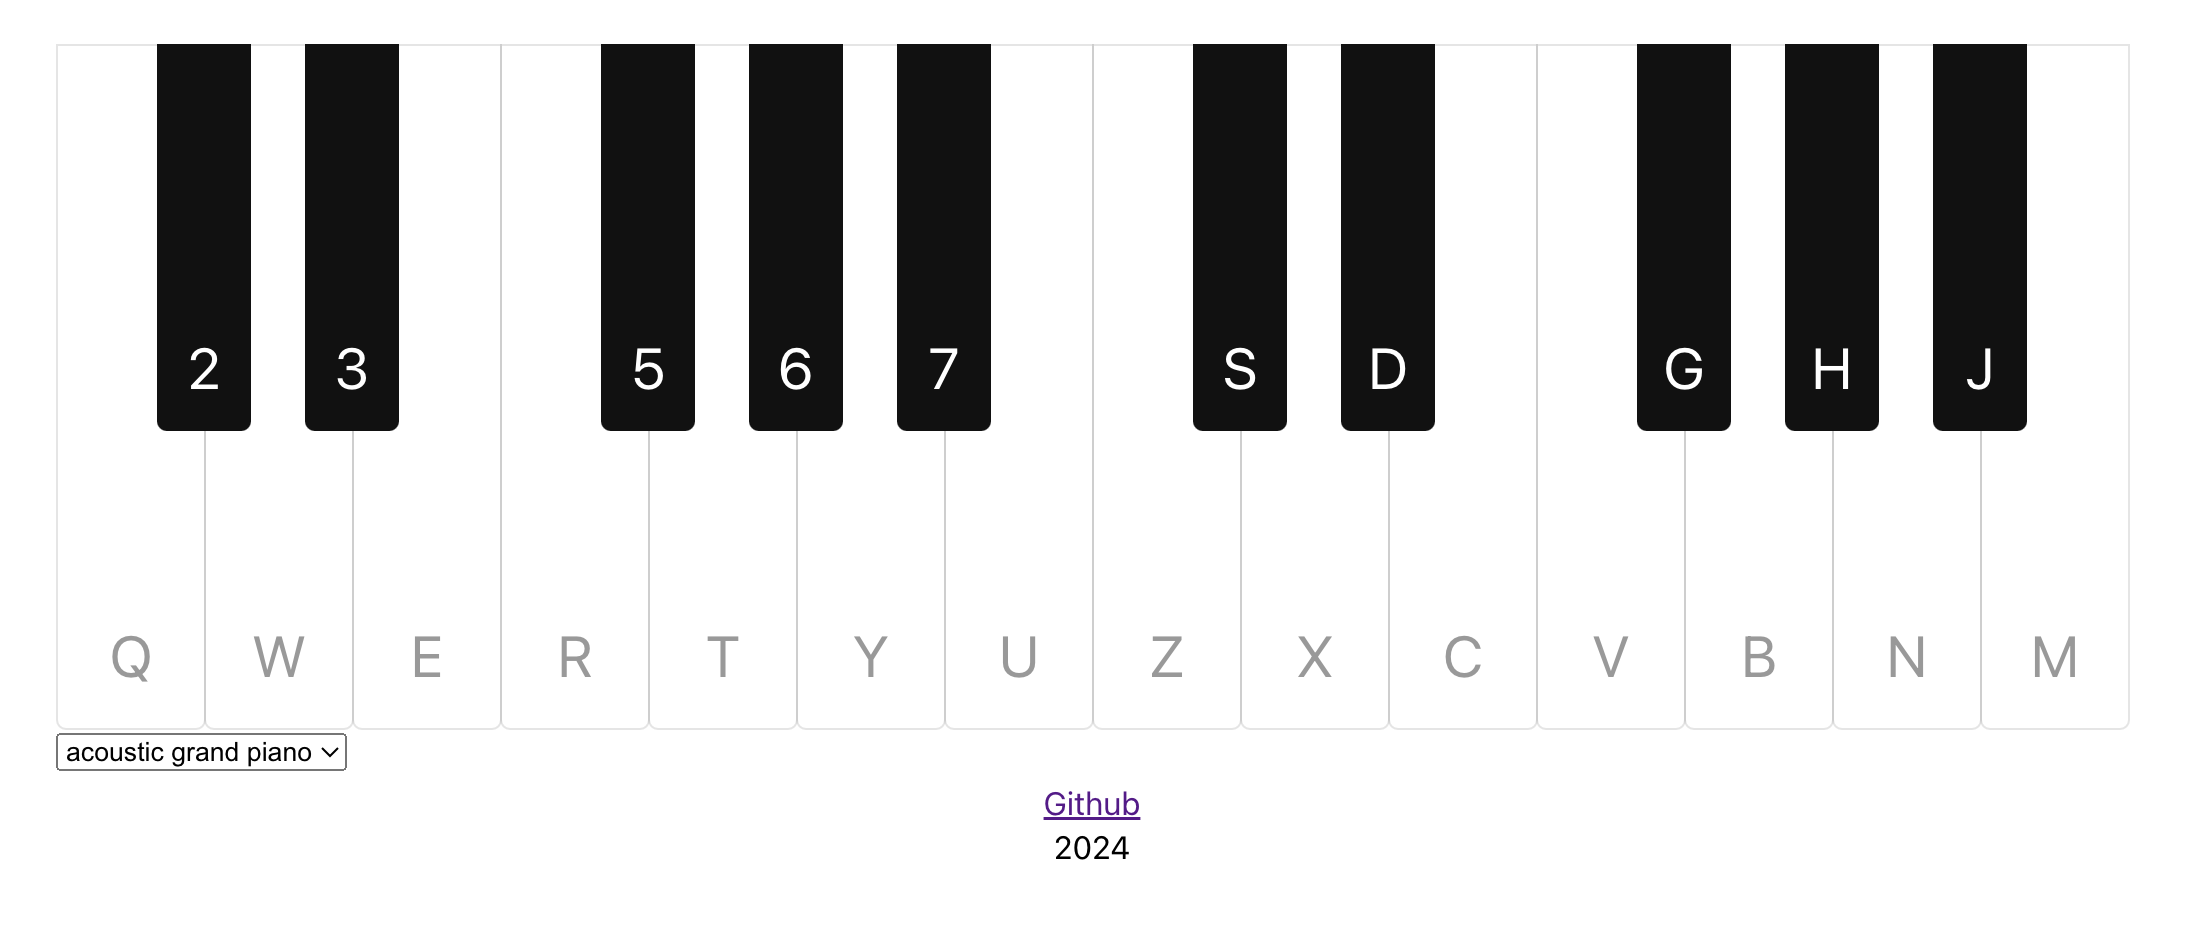 2 3 5 6 7 S D G H J
Q W E R T Y U Z X C V B N M
acoustic grand piano
Github
2024